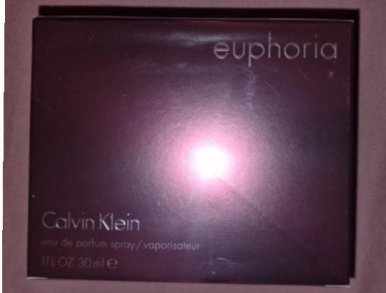 euphoria
Calvin Klein
eau de parfum spray/vaporisateur
1 FL OZ 30 ml ℮